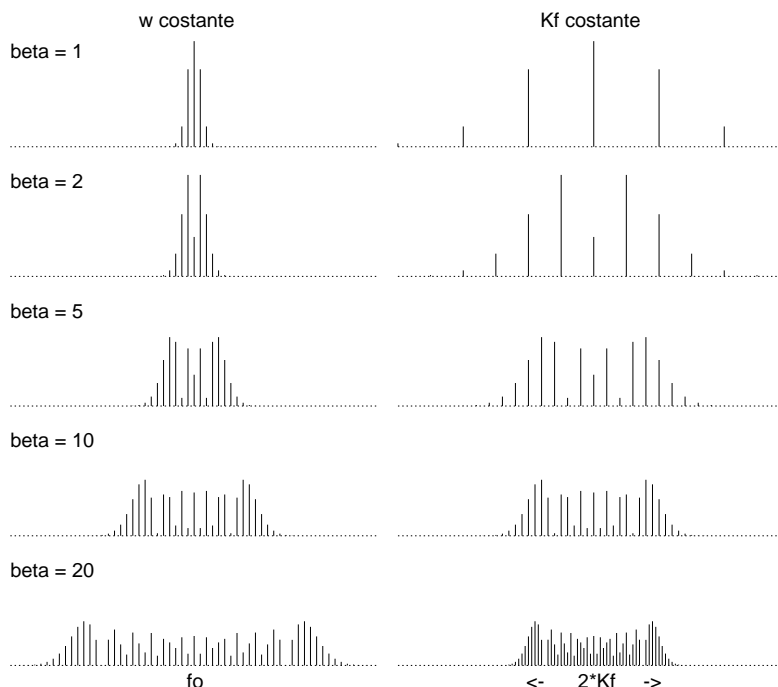 w costante
Kf costante
beta = 1
beta = 2
beta = 5
beta = 10
beta = 20
fo
<- 2*Kf ->